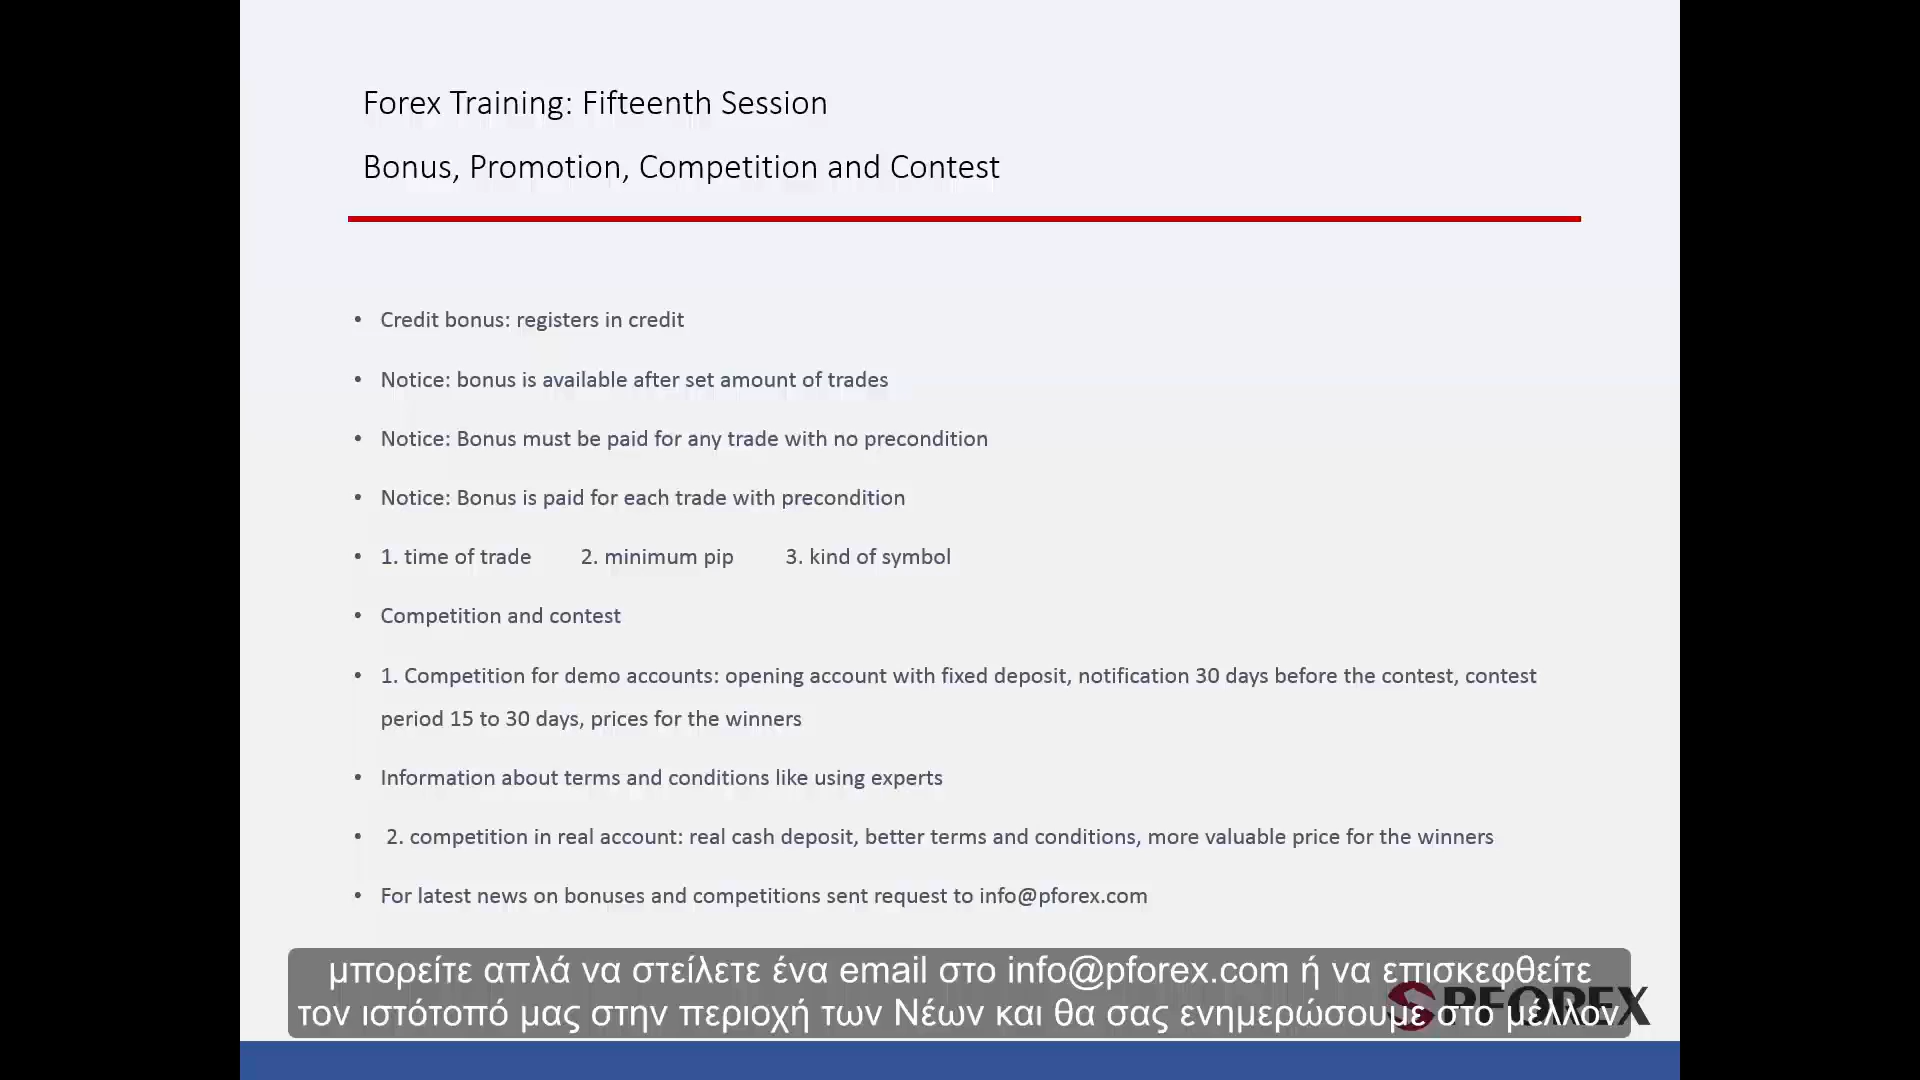 Forex Training: Fifteenth Session
Bonus, Promotion, Competition and Contest
• Credit bonus: registers in credit
• Notice: bonus is available after set amount of trades
• Notice: Bonus must be paid for any trade with no precondition
• Notice: Bonus is paid for each trade with precondition
• 1. time of trade 2. minimum pip 3. kind of symbol
• Competition and contest
• 1. Competition for demo accounts: opening account with fixed deposit, notification 30 days before the contest, contest
period 15 to 30 days, prices for the winners
• Information about terms and conditions like using experts
• 2. competition in real account: real cash deposit, better terms and conditions, more valuable price for the winners
• For latest news on bonuses and competitions sent request to info@pforex.com
μπορείτε απλά να στείλετε ένα email στο info@pforex.com ή να επισκεφθείτε
τον ιστότοπό μας στην περιοχή των Νέων και θα σας ενημερώσουμε στο μέλλον
PFOREX